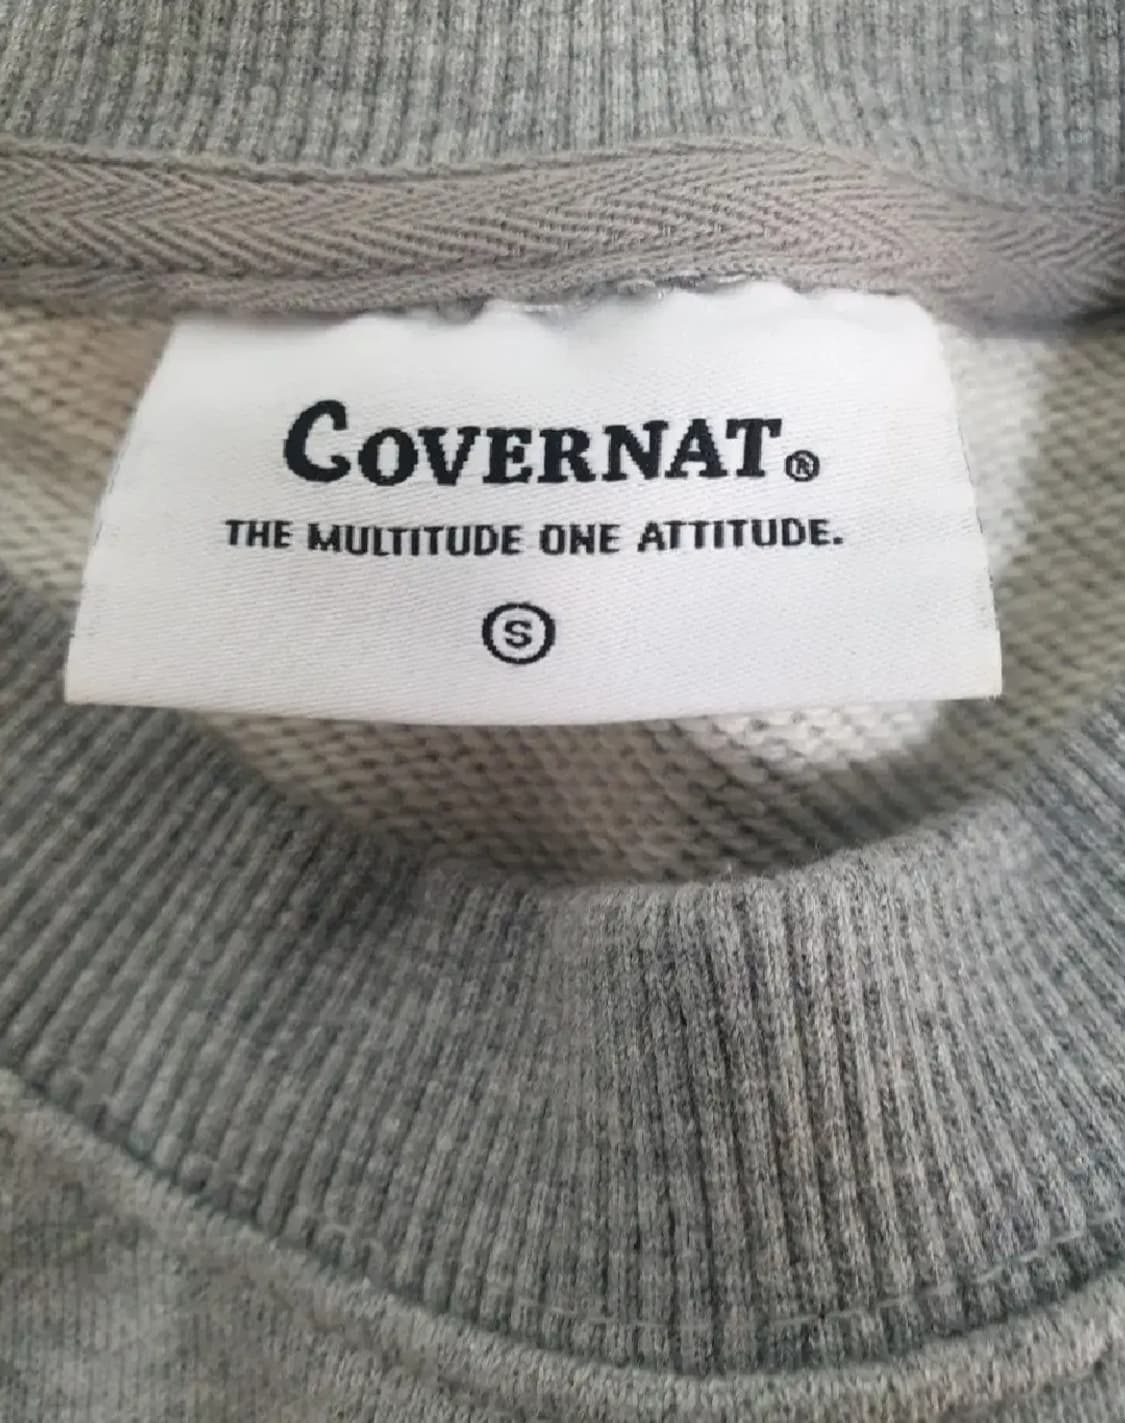 COVERNAT®
THE MULTITUDE ONE ATTITUDE.
S